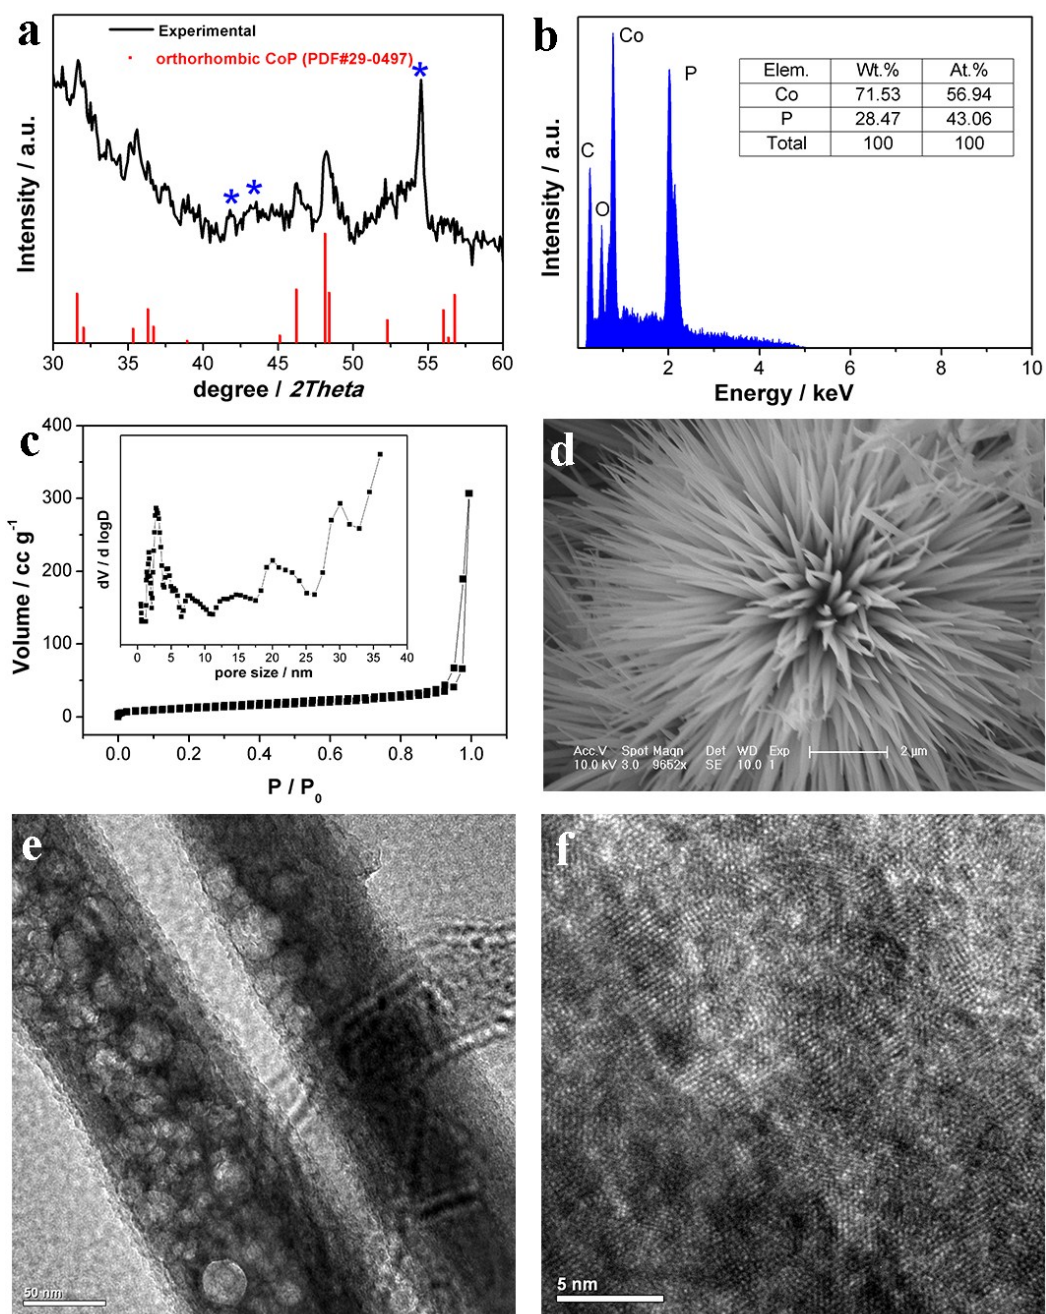 a
Experimental
orthorhombic CoP (PDF#29-0497)
*
*
*
Intensity / a.u.
30 35 40 45 50 55 60
degree / 2Theta
b
Co
P
C
O
Elem. Wt.% At.%
Co 71.53 56.94
P 28.47 43.06
Total 100 100
Intensity / a.u.
2 4 6 8 10
Energy / keV
c
400
300
200
100
0
Volume / cc g-1
dV / d logD
0 5 10 15 20 25 30 35 40
pore size / nm
0.0 0.2 0.4 0.6 0.8 1.0
P / P0
d
Acc.V Spot Magn Det WD Exp
10.0 kV 3.0 9652x SE 10.0 1
2 µm
e
50 nm
f
5 nm